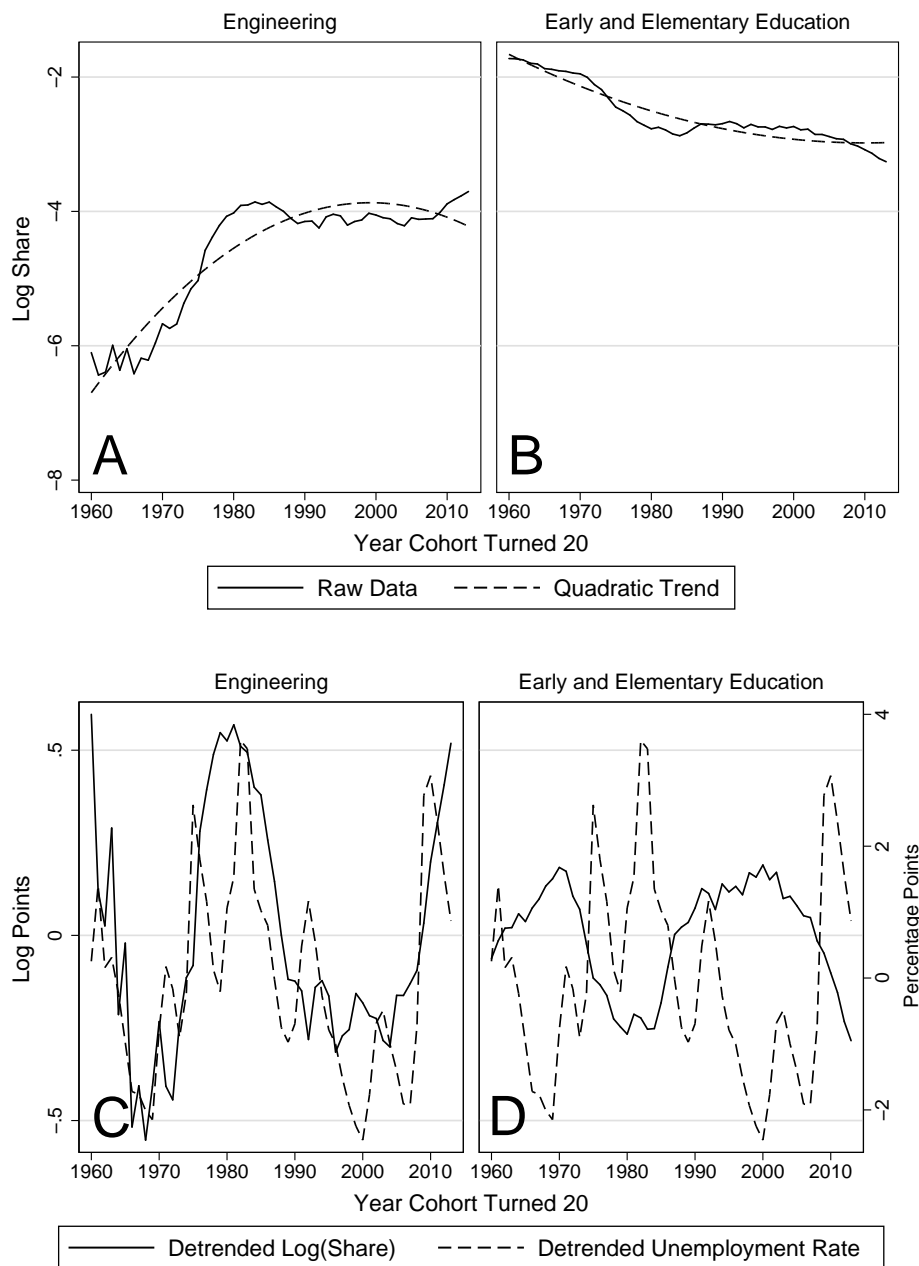 Engineering Early and Elementary Education
Log Share
-2
-4
-6
-8
A B
1960 1970 1980 1990 2000 2010 1960 1970 1980 1990 2000 2010
Year Cohort Turned 20
Raw Data Quadratic Trend
Engineering Early and Elementary Education
Log Points
.5
0
-.5
C D
4
2
0
-2
Percentage Points
1960 1970 1980 1990 2000 2010 1960 1970 1980 1990 2000 2010
Year Cohort Turned 20
Detrended Log(Share) Detrended Unemployment Rate